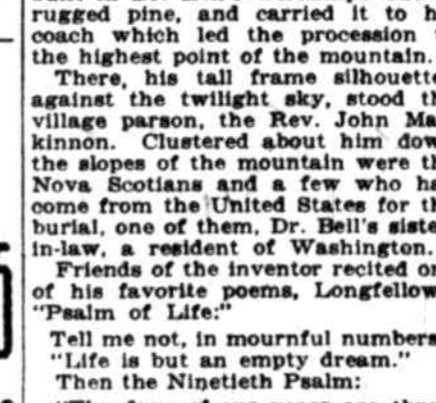 rugged pine, and carried it to h
coach which led the procession
the highest point of the mountain.
There, his tall frame silhouette
against the twilight sky, stood th
village parson, the Rev. John Ma
kinnon. Clustered about him dow
the slopes of the mountain were th
Nova Scotians and a few who ha
come from the United States for th
burial, one of them, Dr. Bell's siste
in-law, a resident of Washington.
Friends of the inventor recited on
of his favorite poems, Longfellow
"Psalm of Life:"
Tell me not, in mournful numbers
"Life is but an empty dream."
Then the Ninetieth Psalm: